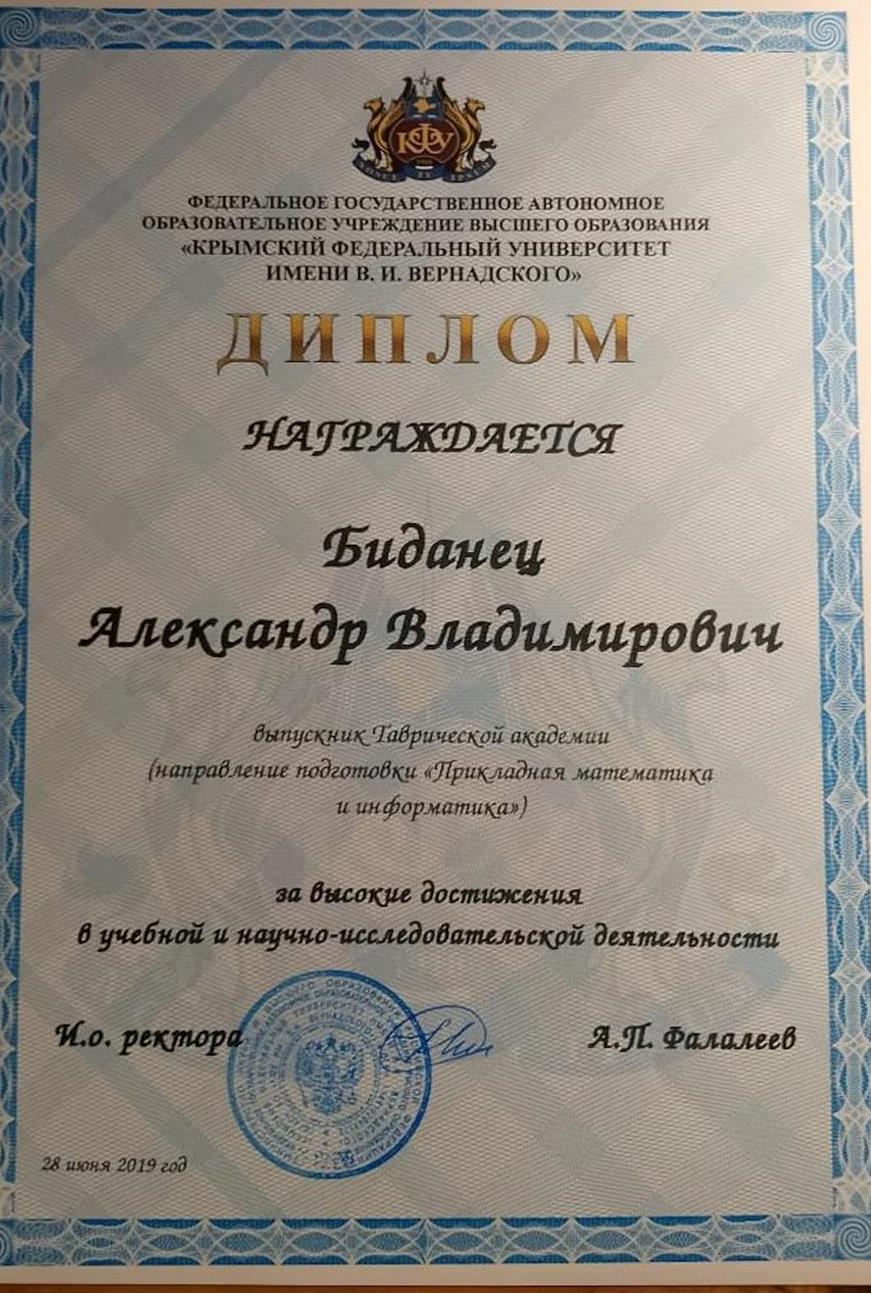 КФУ
ФЕДЕРАЛЬНОЕ ГОСУДАРСТВЕННОЕ АВТОНОМНОЕ
ОБРАЗОВАТЕЛЬНОЕ УЧРЕЖДЕНИЕ ВЫСШЕГО ОБРАЗОВАНИЯ
«КРЫМСКИЙ ФЕДЕРАЛЬНЫЙ УНИВЕРСИТЕТ
ИМЕНИ В. И. ВЕРНАДСКОГО»
ДИПЛОМ
НАГРАЖДАЕТСЯ
Биданец
Александр Владимирович
выпускник Таврической академии
(направление подготовки «Прикладная математика
и информатика»)
за высокие достижения
в учебной и научно-исследовательской деятельности
И.о. ректора
А.П. Фалалеев
28 июня 2019 год